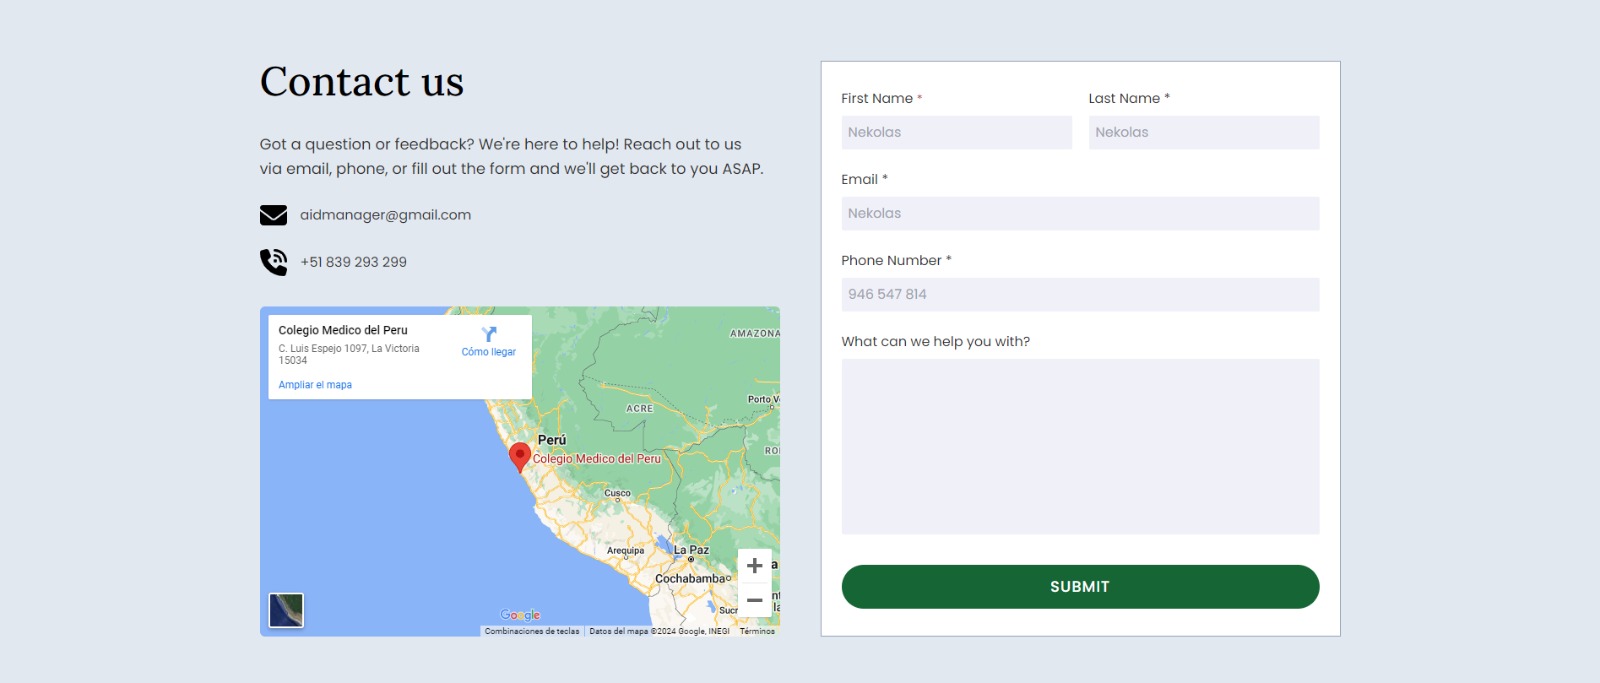 Contact us
Got a question or feedback? We're here to help! Reach out to us
via email, phone, or fill out the form and we'll get back to you ASAP.
aidmanager@gmail.com
+51 839 293 299
Colegio Medico del Peru
C. Luis Espejo 1097, La Victoria
15034
Cómo llegar
Ampliar el mapa
AMAZONA
Porto V
ACRE
Perú
Colegio Medico del Peru
RO
Cusco
Arequipa
La Paz
Cochabamba
Sucr
Google
Combinaciones de teclas
Datos del mapa ©2024 Google, INEGI
Términos
First Name *
Last Name *
Nekolas
Nekolas
Email *
Nekolas
Phone Number *
946 547 814
What can we help you with?
SUBMIT